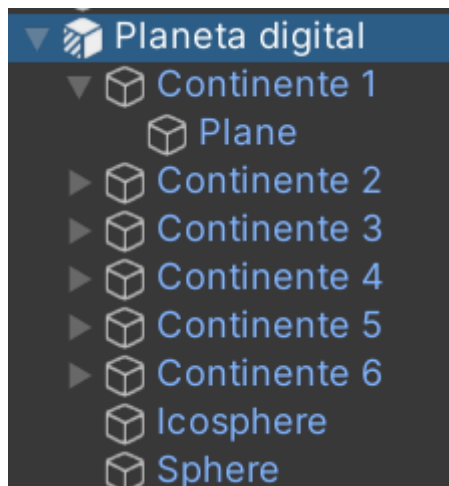 Planeta digital
Continente 1
Plane
Continente 2
Continente 3
Continente 4
Continente 5
Continente 6
Icosphere
Sphere